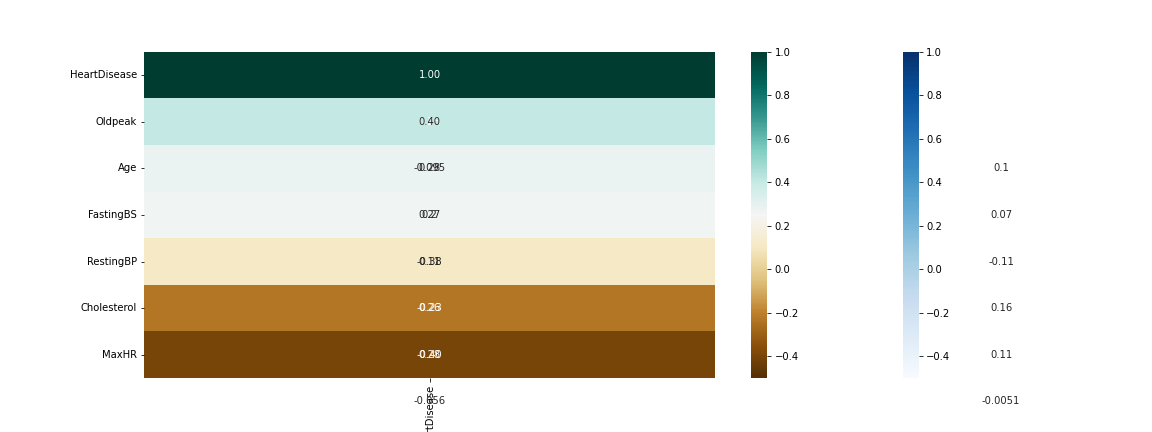 HeartDisease 1.00
Oldpeak 0.40
Age
FastingBS
RestingBP
Cholesterol
MaxHR
tDisease
1.0
0.8
0.6
0.4
0.2
0.0
−0.2
−0.4
1.0
0.8
0.6
0.4
0.2
0.0
−0.2
−0.4
0.1
0.07
-0.11
0.16
0.11
-0.0051